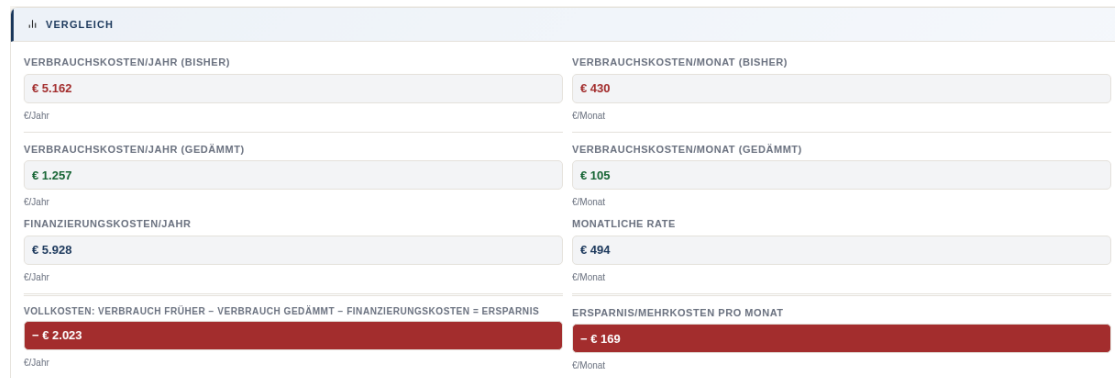 VERGLEICH
VERBRAUCHSKOSTEN/JAHR (BISHER)
€ 5.162
€/Jahr
VERBRAUCHSKOSTEN/MONAT (BISHER)
€ 430
€/Monat
VERBRAUCHSKOSTEN/JAHR (GEDÄMMT)
€ 1.257
€/Jahr
VERBRAUCHSKOSTEN/MONAT (GEDÄMMT)
€ 105
€/Monat
FINANZIERUNGSKOSTEN/JAHR
€ 5.928
€/Jahr
MONATLICHE RATE
€ 494
€/Monat
VOLLKOSTEN: VERBRAUCH FRÜHER − VERBRAUCH GEDÄMMT − FINANZIERUNGSKOSTEN = ERSPARNIS
− € 2.023
€/Jahr
ERSPARNIS/MEHRKOSTEN PRO MONAT
− € 169
€/Monat